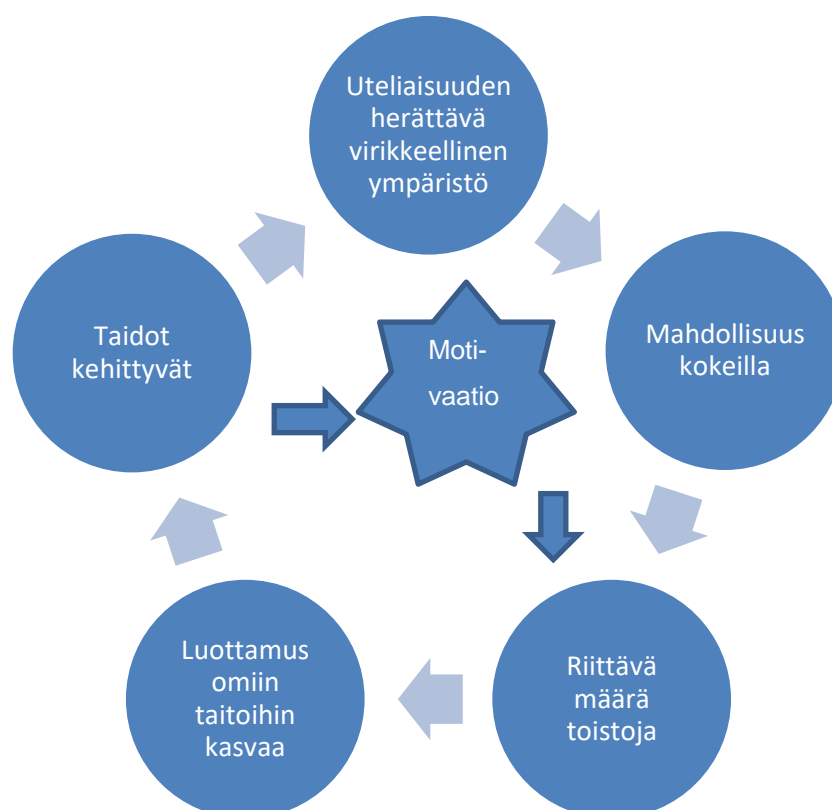 Uteliaisuuden
herättävä
virikkeellinen
ympäristö
Mahdollisuus
kokeilla
Riittävä
määrä
toistoja
Luottamus
omiin
taitoihin
kasvaa
Taidot
kehittyvät
Moti-
vaatio